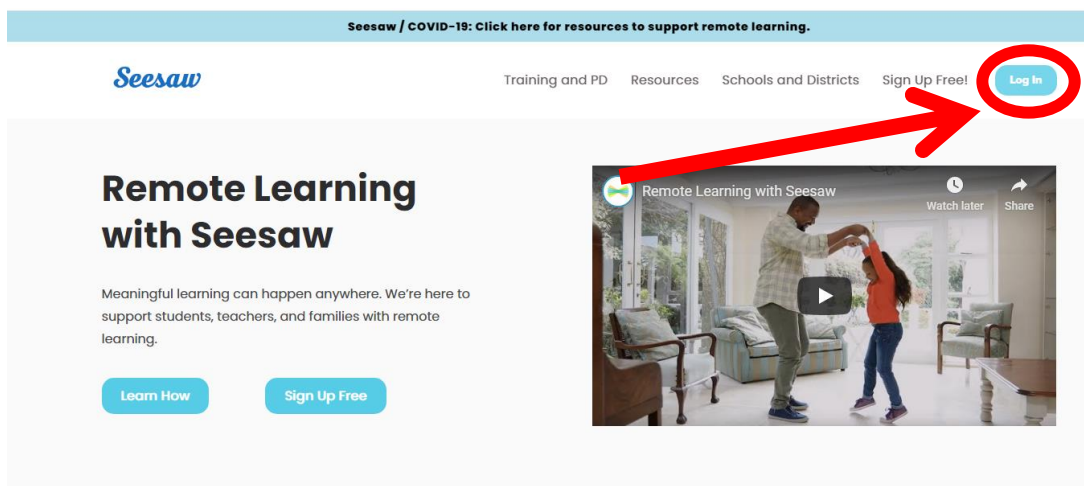 Seesaw / COVID-19: Click here for resources to support remote learning.
Seesaw
Training and PD Resources Schools and Districts Sign Up Free! Log In
Remote Learning
with Seesaw
Meaningful learning can happen anywhere. We're here to
support students, teachers, and families with remote
learning.
Learn How Sign Up Free
Remote Learning with Seesaw
Watch later Share